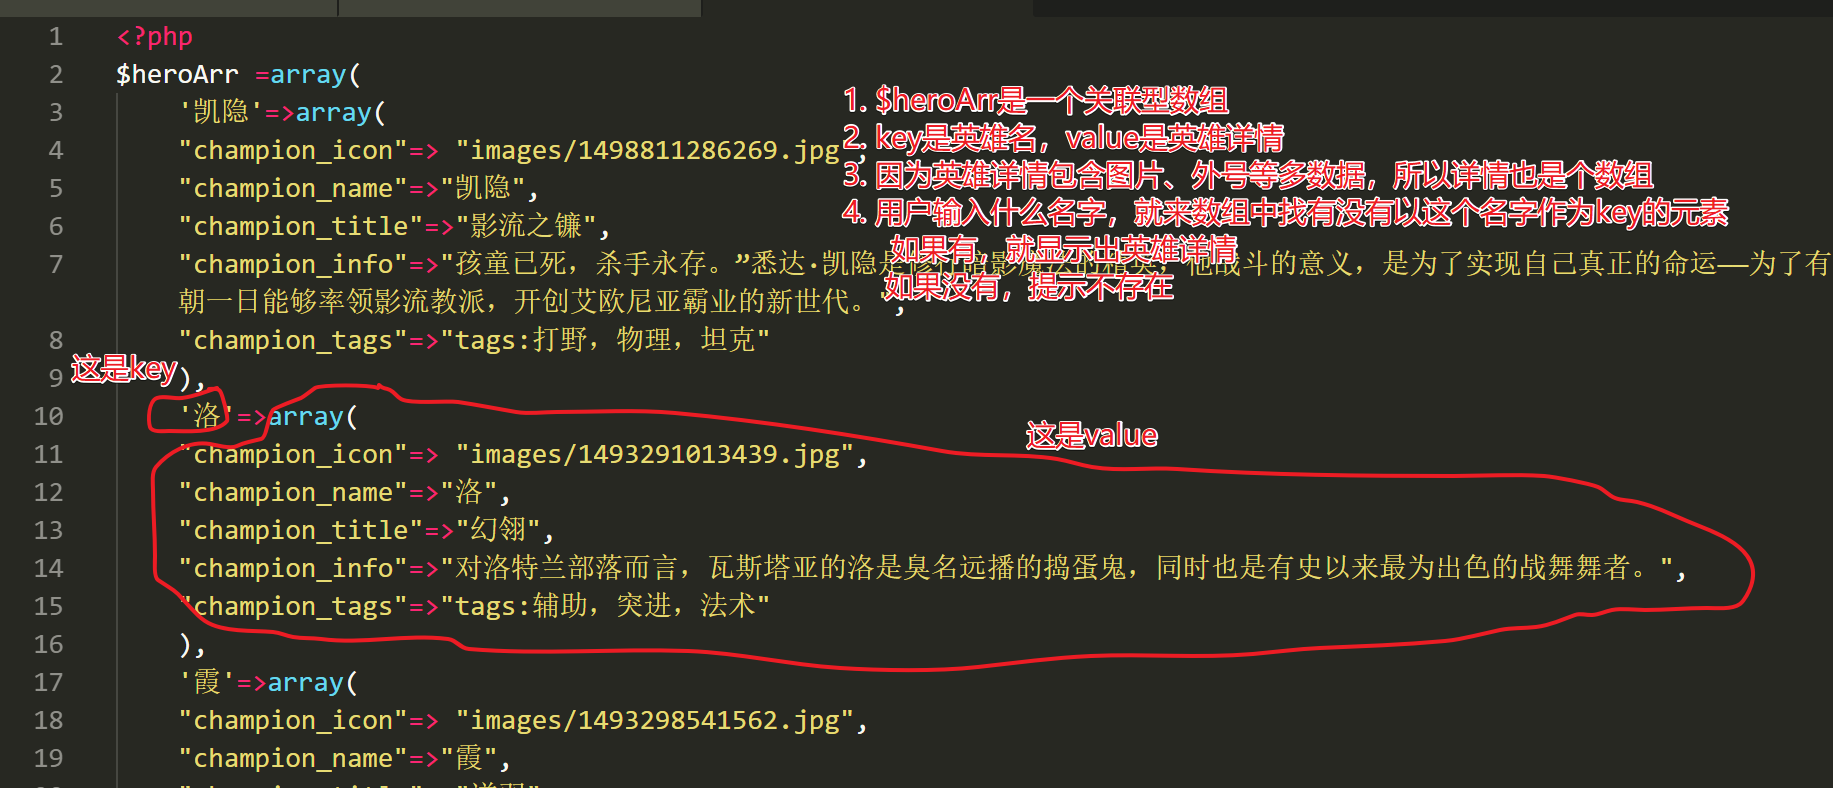 1 <?php
2 $heroArr =array(
3 '凯隐'=>array(
4 "champion_icon"=> "images/1498811286269.jpg",
5 "champion_name"=>"凯隐",
6 "champion_title"=>"影流之镰",
7 "champion_info"=>"孩童已死，杀手永存。”悉达·凯隐是修习暗影魔法的精英，他战斗的意义，是为了实现自己真正的命运——为了有
朝一日能够率领影流教派，开创艾欧尼亚霸业的新世代。",
8 "champion_tags"=>"tags:打野，物理，坦克"
9 ),
10 '洛'=>array(
11 "champion_icon"=> "images/1493291013439.jpg",
12 "champion_name"=>"洛",
13 "champion_title"=>"幻翎",
14 "champion_info"=>"对洛特兰部落而言，瓦斯塔亚的洛是臭名远播的捣蛋鬼，同时也是有史以来最为出色的战舞舞者。",
15 "champion_tags"=>"tags:辅助，突进，法术"
16 ),
17 '霞'=>array(
18 "champion_icon"=> "images/1493298541562.jpg",
19 "champion_name"=>"霞",
1. $heroArr是一个关联型数组
2. key是英雄名，value是英雄详情
3. 因为英雄详情包含图片、外号等多数据，所以详情也是个数组
4. 用户输入什么名字，就来数组中找有没有以这个名字作为key的元素
如果有，就显示出英雄详情
如果没有，提示不存在
这是key
这是value